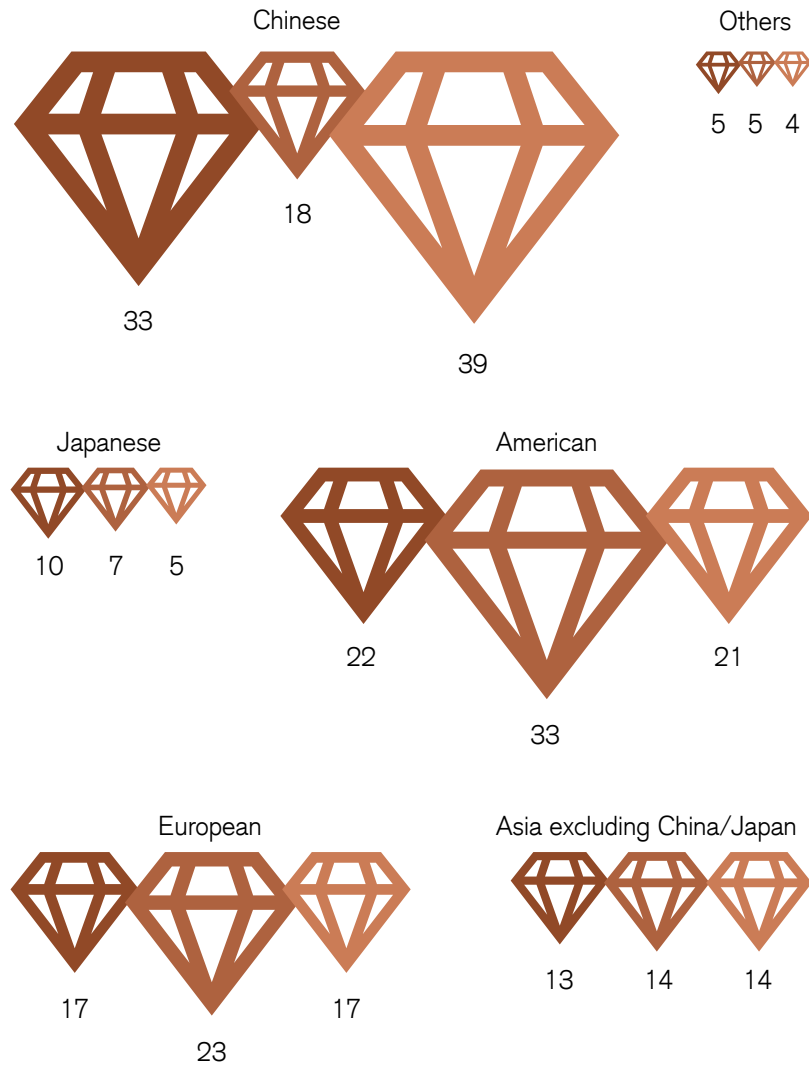 Chinese
33
18
39
Others
5 5 4
Japanese
10 7 5
American
22
33
21
European
17
23
17
Asia excluding China/Japan
13 14 14